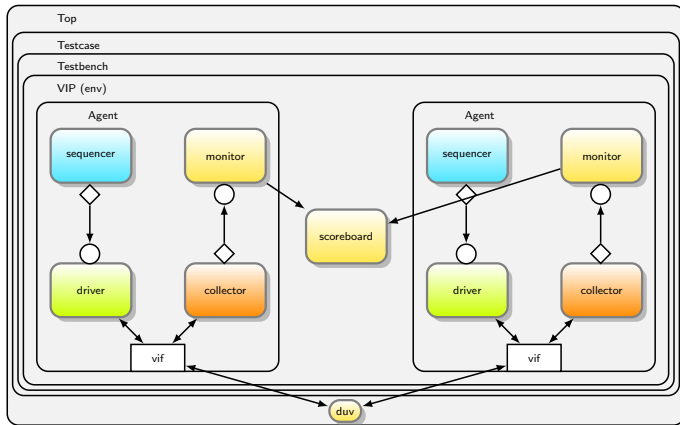 Top
Testcase
Testbench
VIP (env)
Agent
Agent
sequencer
monitor
sequencer
monitor
scoreboard
driver
collector
driver
collector
vif
vif
duv